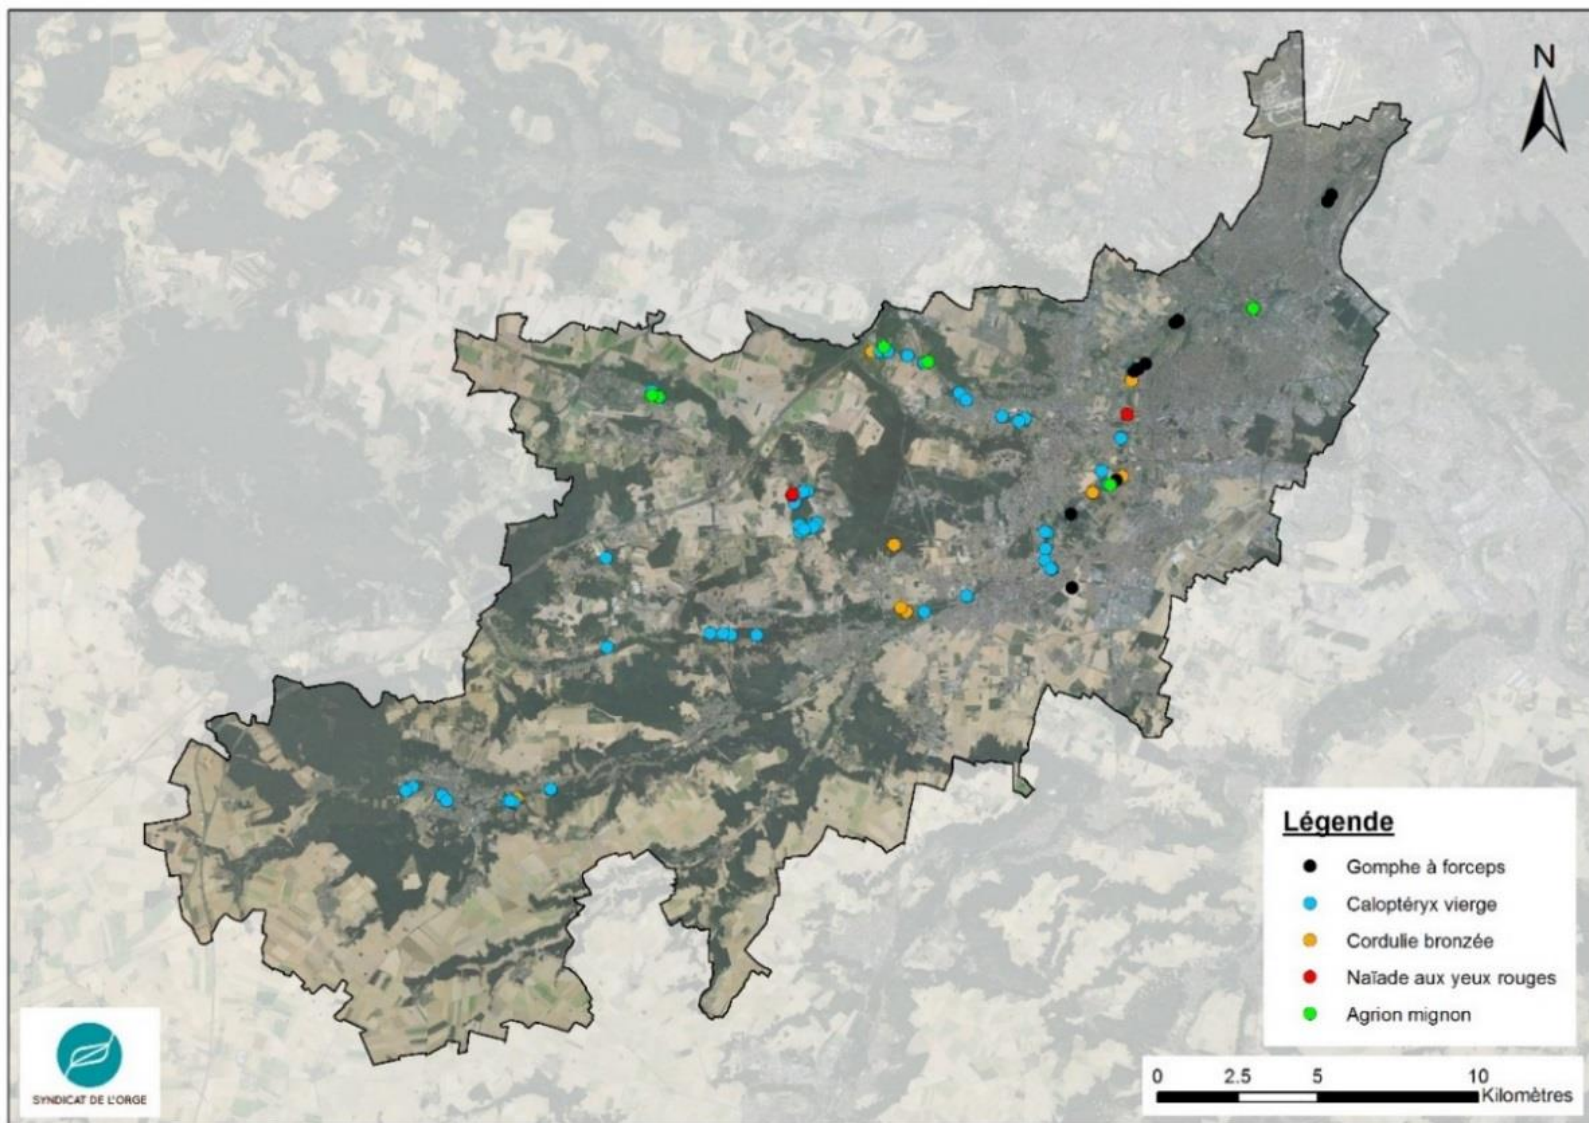 N
Légende
Gomphe à forceps
Caloptéryx vierge
Cordulie bronzée
Naïade aux yeux rouges
Agrion mignon
0 2.5 5 10
Kilomètres
SYNDICAT DE L'ORGE